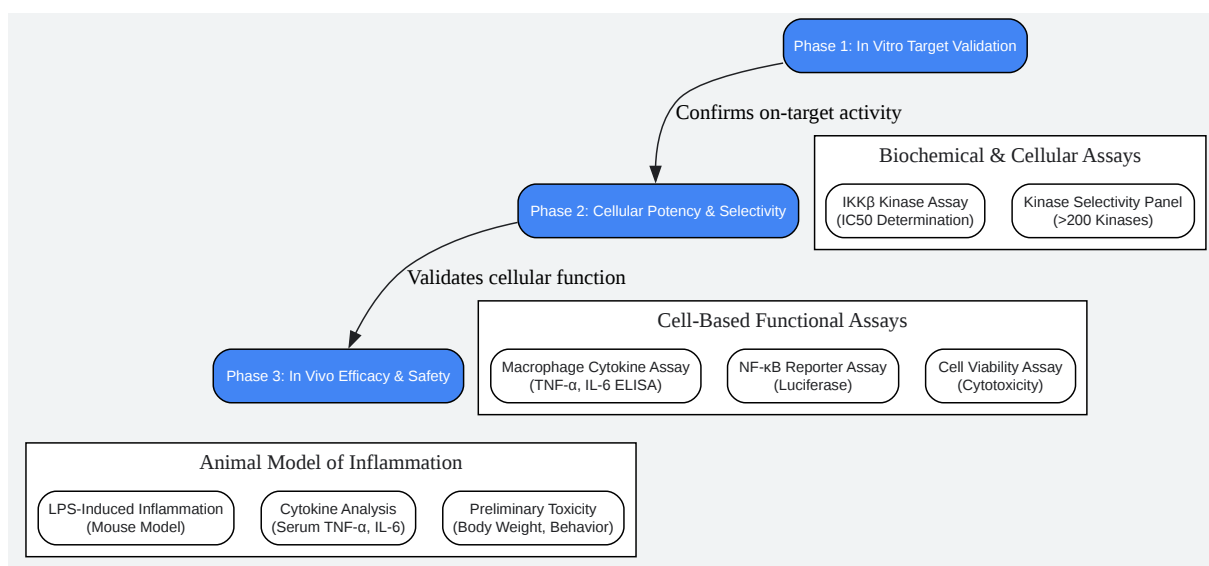 Phase 1: In Vitro Target Validation
Confirms on-target activity
Biochemical & Cellular Assays
IKKβ Kinase Assay
(IC50 Determination)
Kinase Selectivity Panel
(>200 Kinases)
Phase 2: Cellular Potency & Selectivity
Validates cellular function
Cell-Based Functional Assays
Macrophage Cytokine Assay
(TNF-α, IL-6 ELISA)
NF-κB Reporter Assay
(Luciferase)
Cell Viability Assay
(Cytotoxicity)
Phase 3: In Vivo Efficacy & Safety
Animal Model of Inflammation
LPS-Induced Inflammation
(Mouse Model)
Cytokine Analysis
(Serum TNF-α, IL-6)
Preliminary Toxicity
(Body Weight, Behavior)